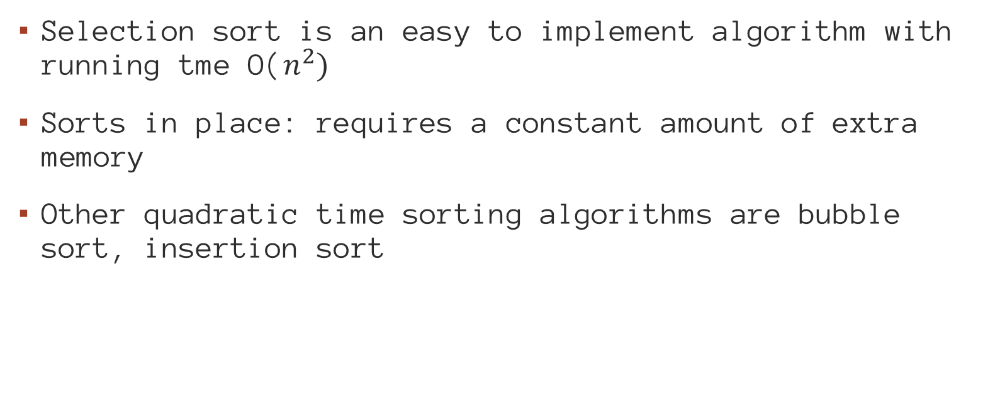 ▪ Selection sort is an easy to implement algorithm with
running tme O(n²)
▪ Sorts in place: requires a constant amount of extra
memory
▪ Other quadratic time sorting algorithms are bubble
sort, insertion sort